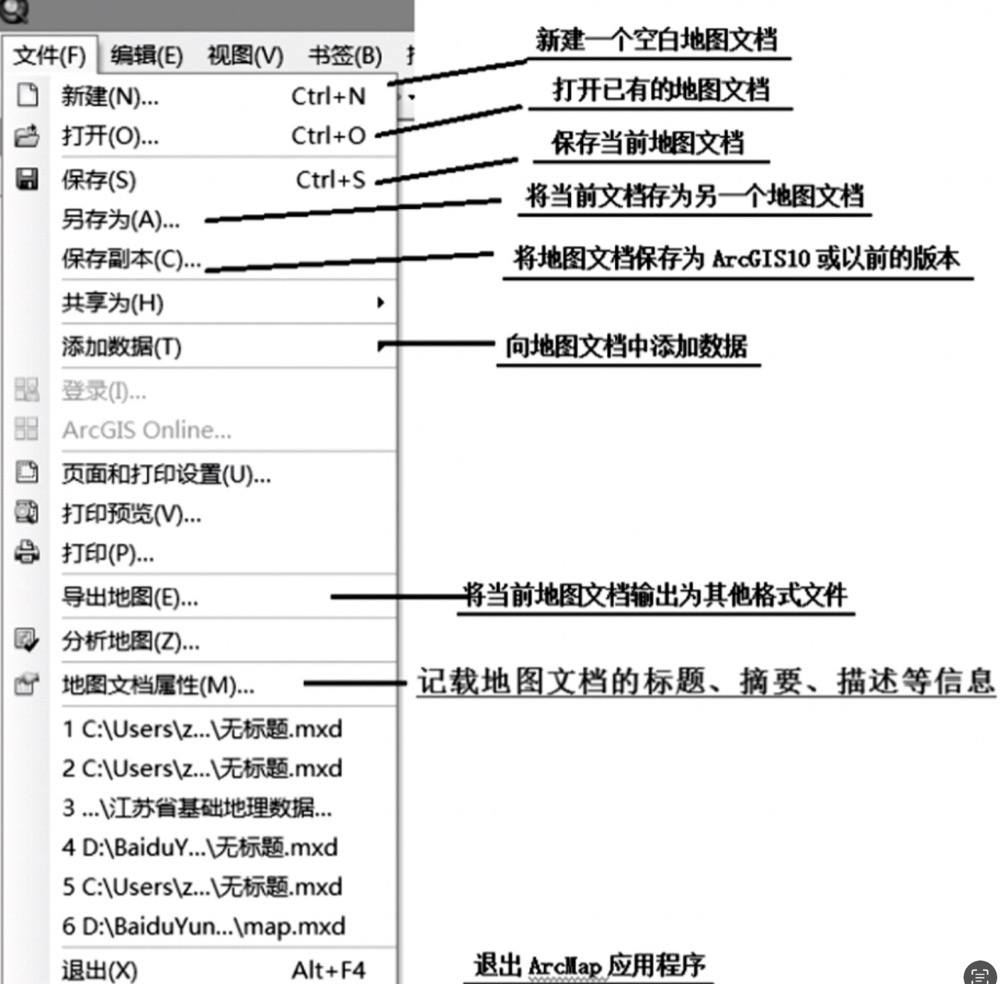 文件(F) 编辑(E) 视图(V) 书签(B)
新建一个空白地图文档
新建(N)... Ctrl+N
打开已有的地图文档
打开(O)... Ctrl+O
保存当前地图文档
保存(S) Ctrl+S
将当前文档存为另一个地图文档
另存为(A)...
保存副本(C)... 将地图文档保存为 ArcGIS10 或以前的版本
共享为(H)
添加数据(T) 向地图文档中添加数据
登录(I)...
ArcGIS Online...
页面和打印设置(U)...
打印预览(V)...
打印(P)...
导出地图(E)... 将当前地图文档输出为其他格式文件
分析地图(Z)...
地图文档属性(M)... 记载地图文档的标题、摘要、描述等信息
1 C:\Users\z...\无标题.mxd
2 C:\Users\z...\无标题.mxd
3 ...\江苏省基础地理数据...
4 D:\BaiduY...\无标题.mxd
5 C:\Users\z...\无标题.mxd
6 D:\BaiduYun...\map.mxd
退出(X) Alt+F4 退出 ArcMap 应用程序